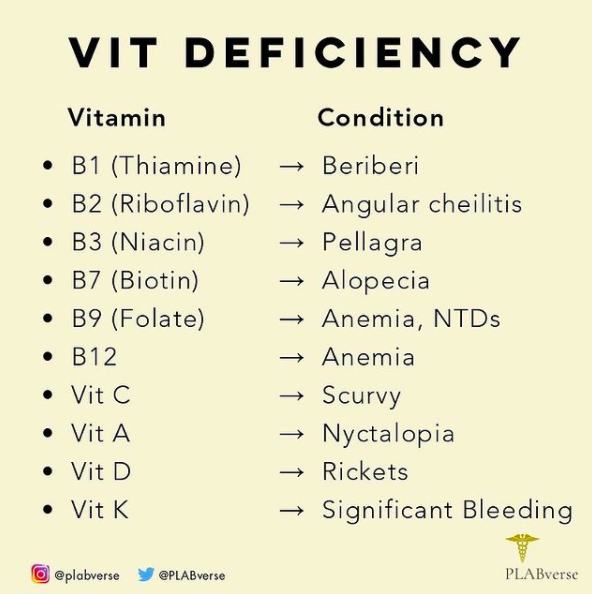 VIT DEFICIENCY
Vitamin Condition
• B1 (Thiamine) → Beriberi
• B2 (Riboflavin) → Angular cheilitis
• B3 (Niacin) → Pellagra
• B7 (Biotin) → Alopecia
• B9 (Folate) → Anemia, NTDs
• B12 → Anemia
• Vit C → Scurvy
• Vit A → Nyctalopia
• Vit D → Rickets
• Vit K → Significant Bleeding
@plabverse @PLABverse PLABverse